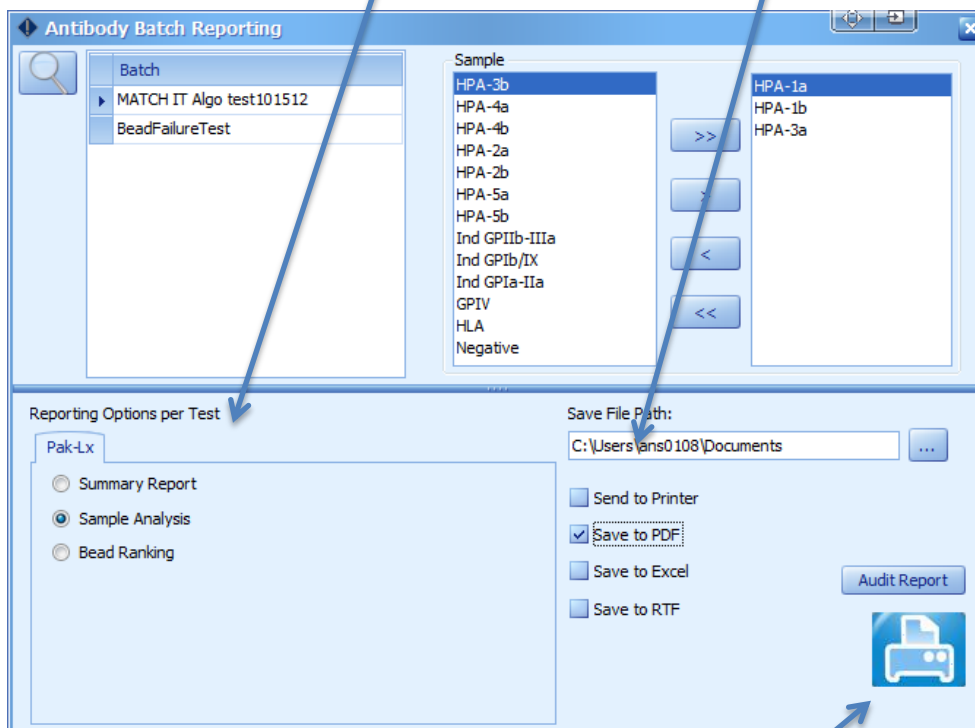 Antibody Batch Reporting
Batch
MATCH IT Algo test101512
BeadFailureTest
Sample
HPA-3b
HPA-4a
HPA-4b
HPA-2a
HPA-2b
HPA-5a
HPA-5b
Ind GPIIb-IIIa
Ind GPIb/IX
Ind GPIa-IIa
GPIV
HLA
Negative
>>
>
<
<<
HPA-1a
HPA-1b
HPA-3a
Reporting Options per Test
Pak-Lx
Summary Report
Sample Analysis
Bead Ranking
Save File Path:
C:\Users\ans0108\Documents
...
Send to Printer
Save to PDF
Save to Excel
Save to RTF
Audit Report